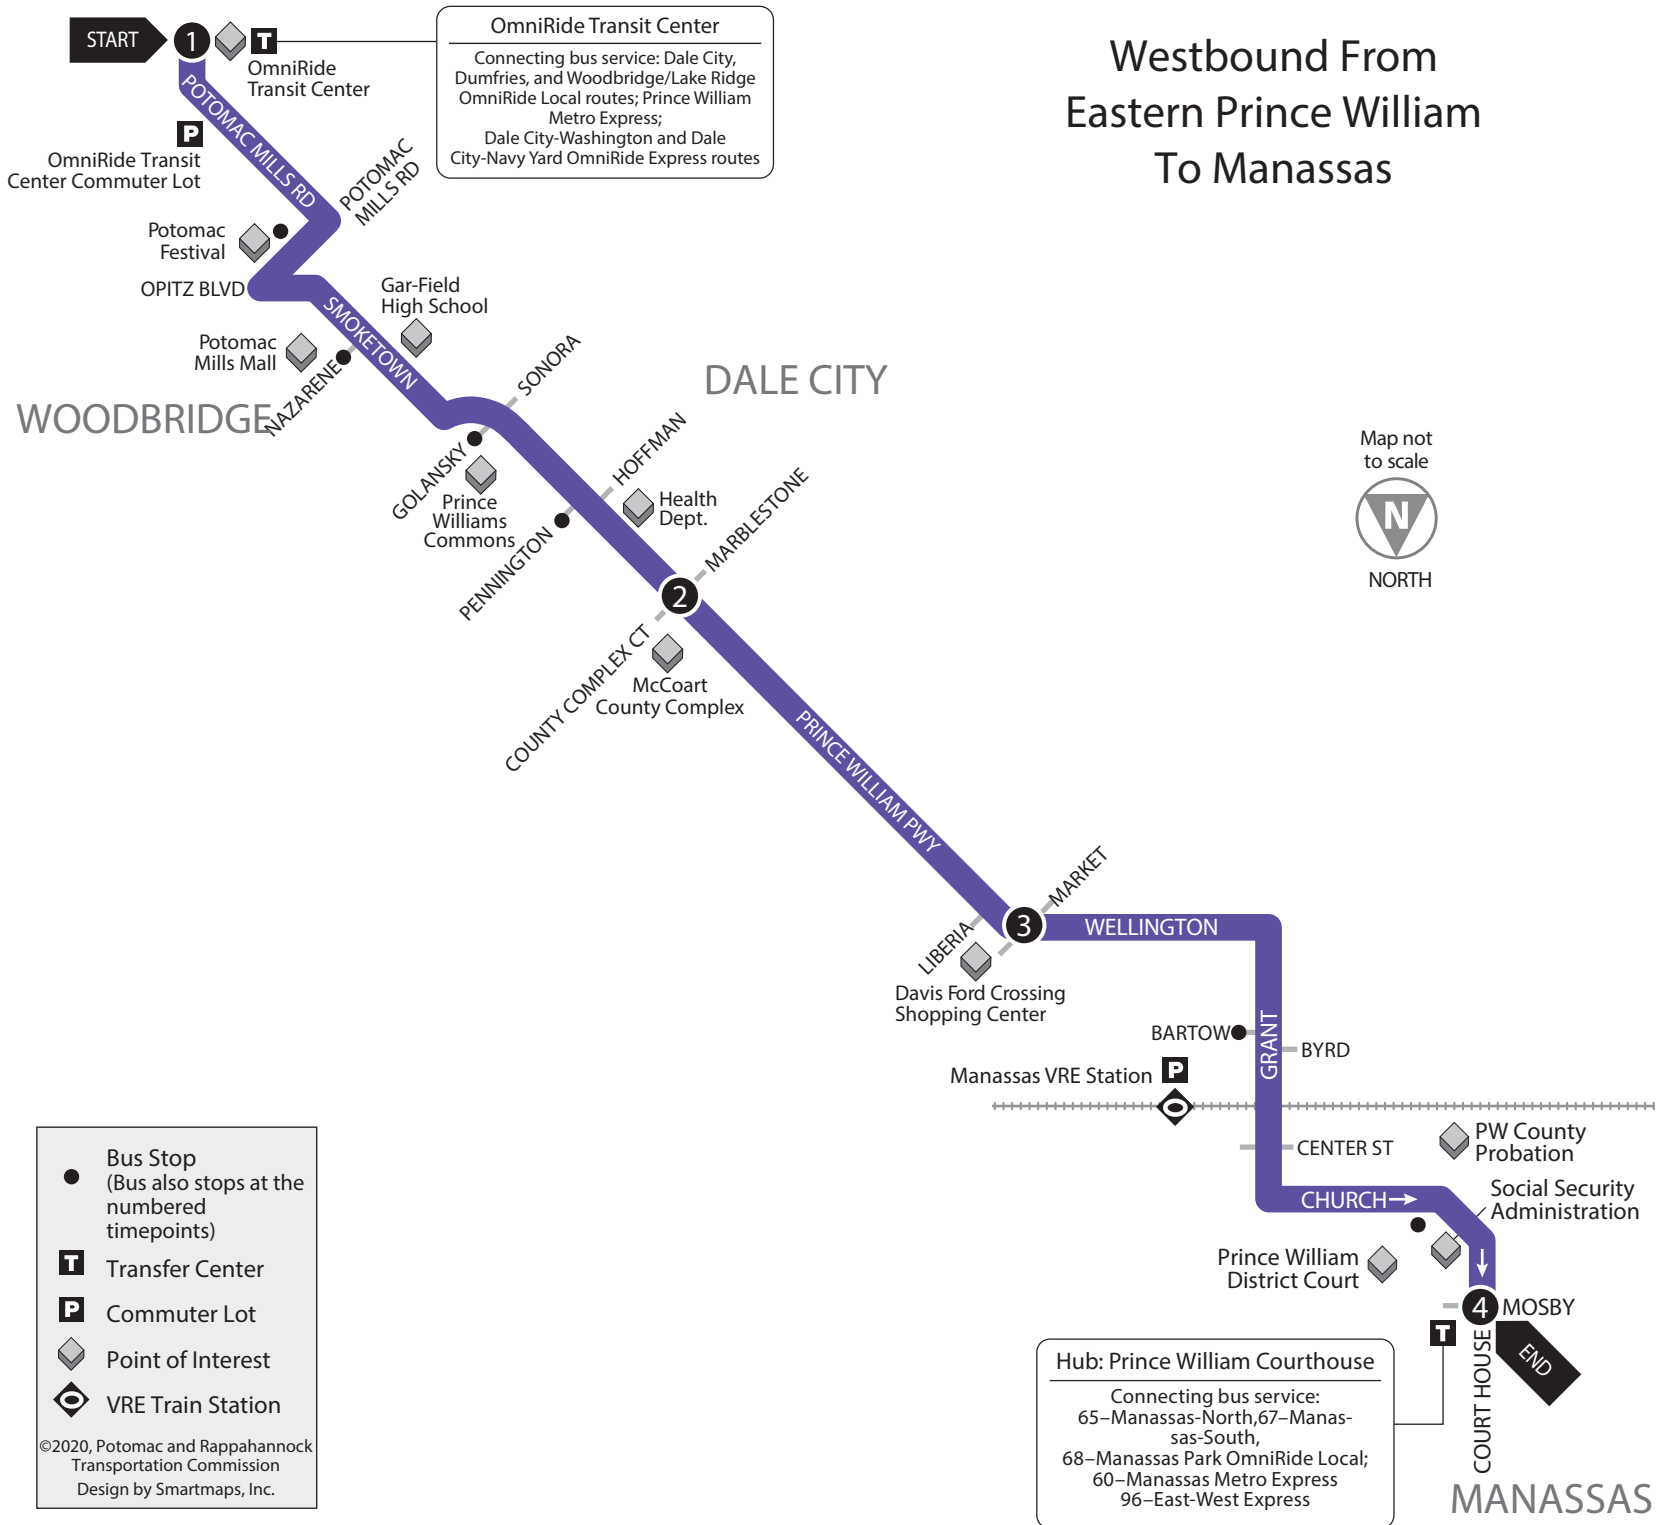 START
1
T
OmniRide
Transit Center
OmniRide Transit Center
Connecting bus service: Dale City,
Dumfries, and Woodbridge/Lake Ridge
OmniRide Local routes; Prince William
Metro Express;
Dale City-Washington and Dale
City-Navy Yard OmniRide Express routes
Westbound From
Eastern Prince William
To Manassas
POTOMAC MILLS RD
P
OmniRide Transit
Center Commuter Lot
POTOMAC
MILLS RD
Potomac
Festival
OPITZ BLVD
Gar-Field
High School
SMOKETOWN
Potomac
Mills Mall
NAZARENE
WOODBRIDGE
SONORA
DALE CITY
GOLANSKY
Prince
Williams
Commons
HOFFMAN
PENNINGTON
Health
Dept.
MARBLESTONE
2
COUNTY COMPLEX CT
McCoart
County Complex
Map not
to scale
N
NORTH
PRINCE WILLIAM PWY
MARKET
3
LIBERIA
WELLINGTON
Davis Ford Crossing
Shopping Center
BARTOW
GRANT
BYRD
Manassas VRE Station
P
CENTER ST
PW County
Probation
CHURCH
Social Security
Administration
Prince William
District Court
4
MOSBY
T
COURT HOUSE
END
Hub: Prince William Courthouse
Connecting bus service:
65–Manassas-North,67–Manas-
sas-South,
68–Manassas Park OmniRide Local;
60–Manassas Metro Express
96–East-West Express
MANASSAS
Bus Stop
(Bus also stops at the
numbered
timepoints)
T
Transfer Center
P
Commuter Lot
Point of Interest
VRE Train Station
©2020, Potomac and Rappahannock
Transportation Commission
Design by Smartmaps, Inc.